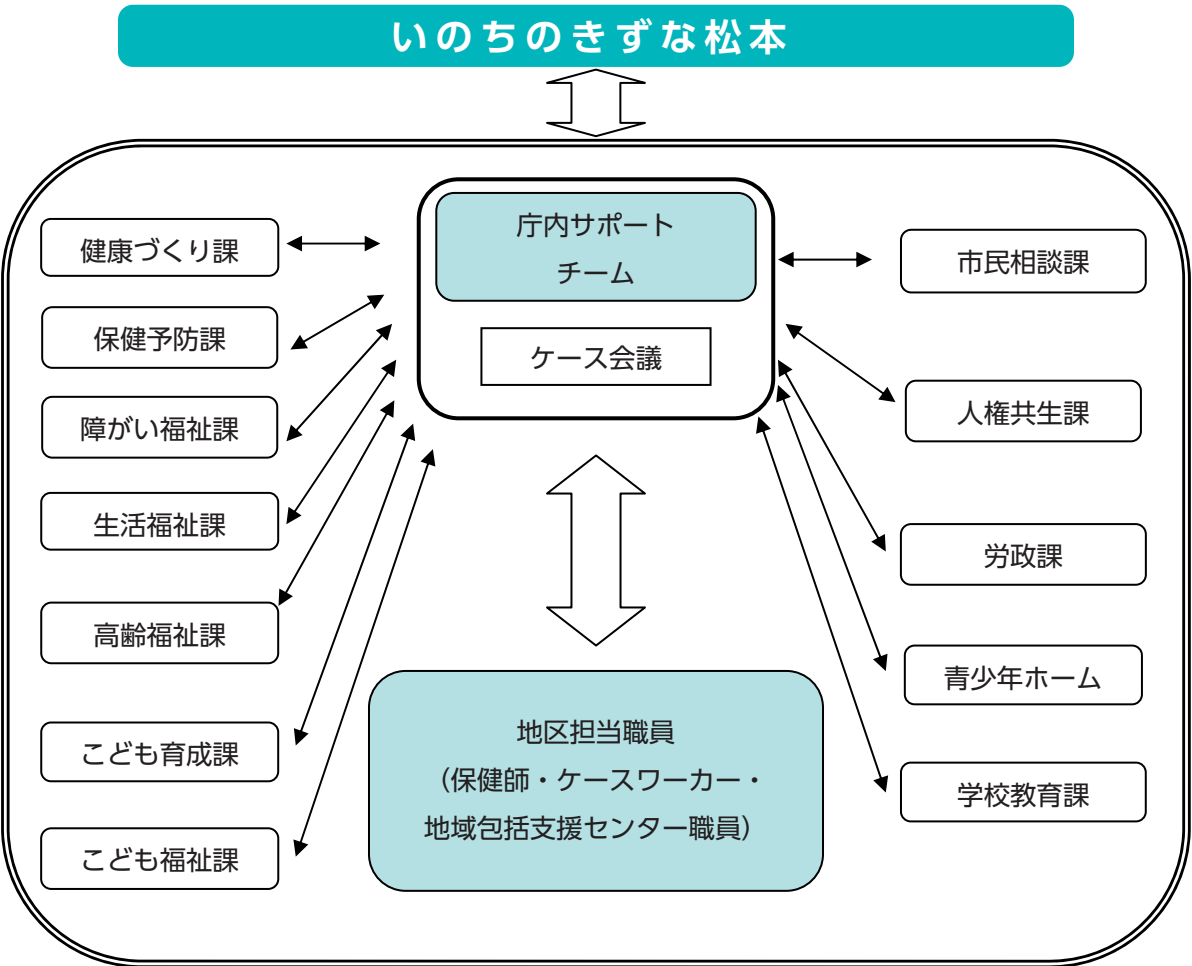 いのちのきずな松本
庁内サポート
チーム
ケース会議
健康づくり課
保健予防課
障がい福祉課
生活福祉課
高齢福祉課
こども育成課
こども福祉課
市民相談課
人権共生課
労政課
青少年ホーム
学校教育課
地区担当職員
（保健師・ケースワーカー・
地域包括支援センター職員）